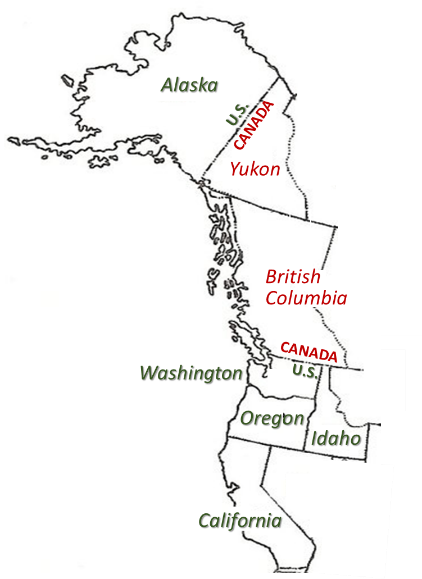 Alaska
U.S.
CANADA
Yukon
British
Columbia
CANADA
U.S.
Washington
Oregon
Idaho
California